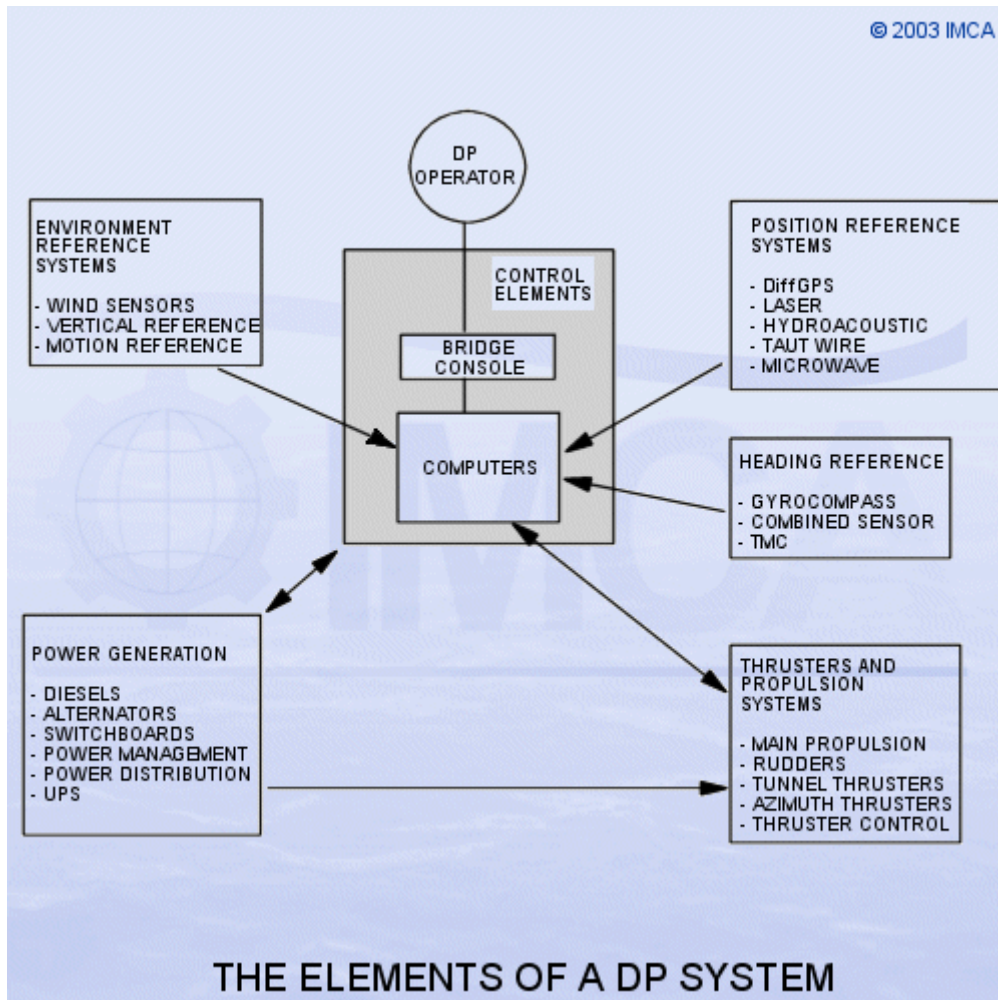 © 2003 IMCA
DP
OPERATOR
ENVIRONMENT
REFERENCE
SYSTEMS
- WIND SENSORS
- VERTICAL REFERENCE
- MOTION REFERENCE
CONTROL
ELEMENTS
BRIDGE
CONSOLE
COMPUTERS
POSITION REFERENCE
SYSTEMS
- DiffGPS
- LASER
- HYDROACOUSTIC
- TAUT WIRE
- MICROWAVE
HEADING REFERENCE
- GYROCOMPASS
- COMBINED SENSOR
- TMC
POWER GENERATION
- DIESELS
- ALTERNATORS
- SWITCHBOARDS
- POWER MANAGEMENT
- POWER DISTRIBUTION
- UPS
THRUSTERS AND
PROPULSION
SYSTEMS
- MAIN PROPULSION
- RUDDERS
- TUNNEL THRUSTERS
- AZIMUTH THRUSTERS
- THRUSTER CONTROL
IMCA
THE ELEMENTS OF A DP SYSTEM